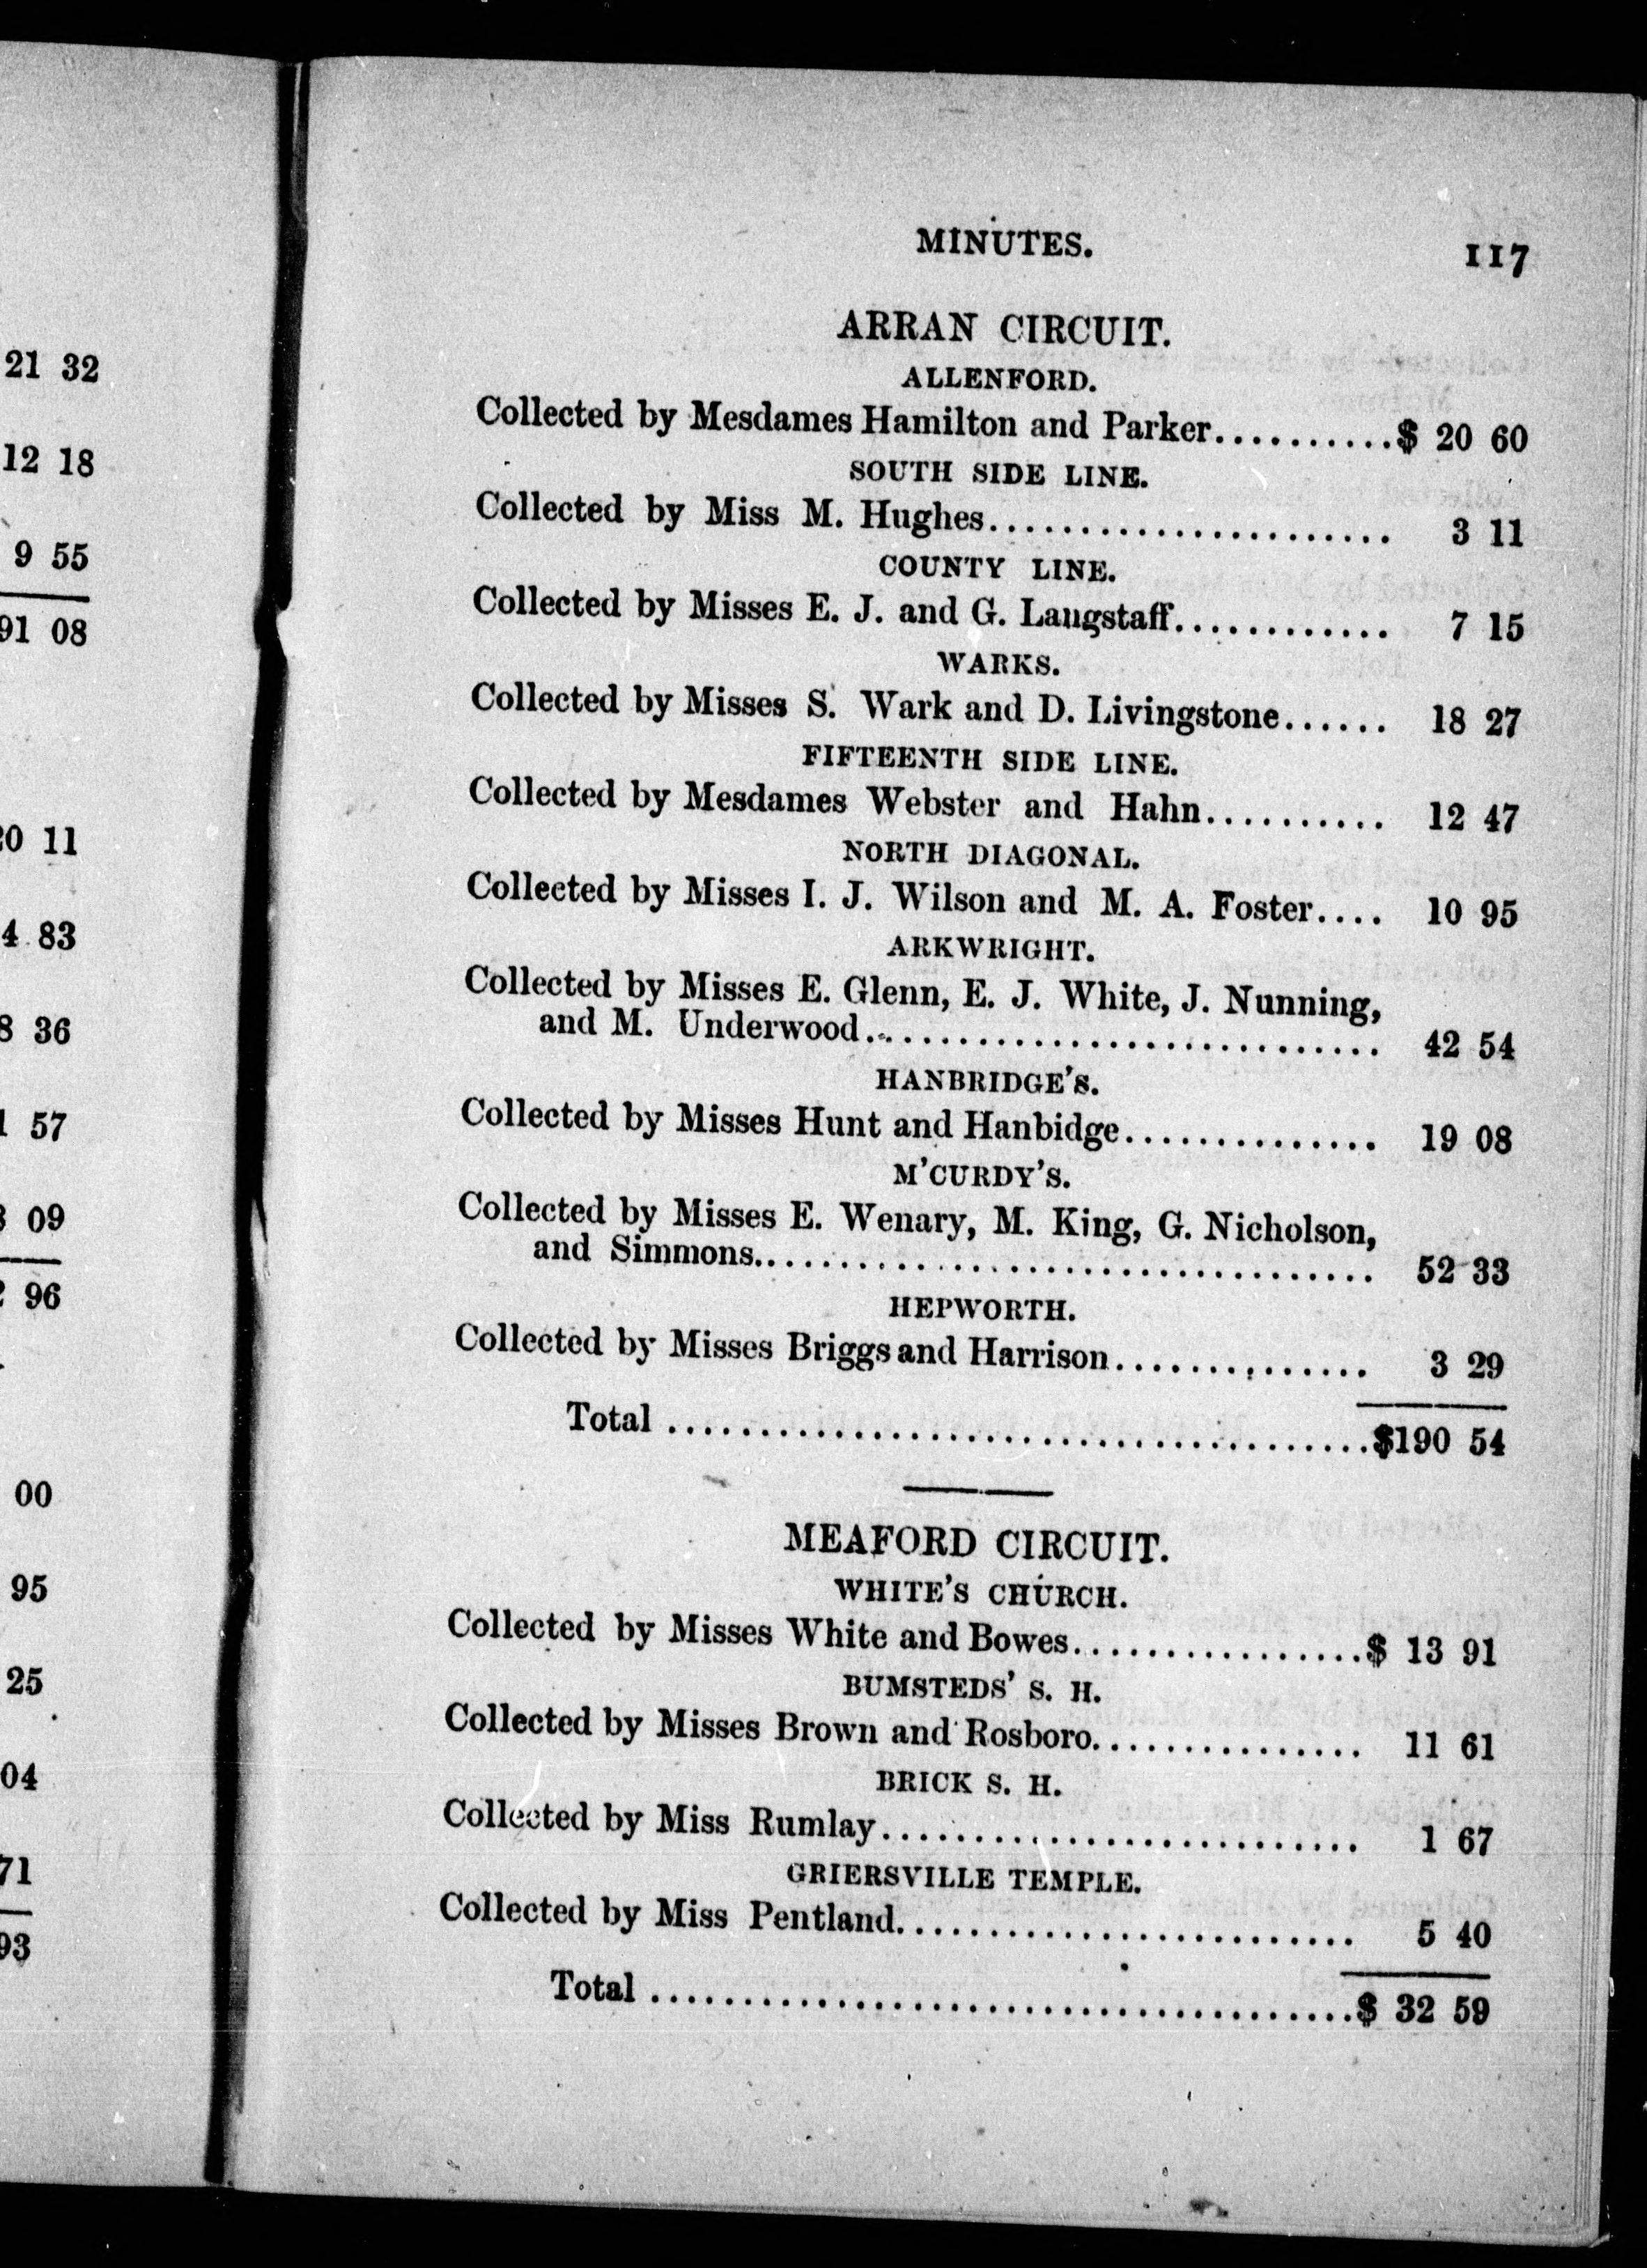 21 32
12 18
9 55
91 08
20 11
4 83
8 36
1 57
3 09
2 96
00
95
25
04
71
93
MINUTES. 117
ARRAN CIRCUIT.
ALLENFORD.
Collected by Mesdames Hamilton and Parker..........$ 20 60
SOUTH SIDE LINE.
Collected by Miss M. Hughes...................... 3 11
COUNTY LINE.
Collected by Misses E. J. and G. Langstaff............ 7 15
WARKS.
Collected by Misses S. Wark and D. Livingstone...... 18 27
FIFTEENTH SIDE LINE.
Collected by Mesdames Webster and Hahn.......... 12 47
NORTH DIAGONAL.
Collected by Misses I. J. Wilson and M. A. Foster.... 10 95
ARKWRIGHT.
Collected by Misses E. Glenn, E. J. White, J. Nunning,
and M. Underwood............................. 42 54
HANBRIDGE'S.
Collected by Misses Hunt and Hanbidge.............. 19 08
M'CURDY'S.
Collected by Misses E. Wenary, M. King, G. Nicholson,
and Simmons.................................. 52 33
HEPWORTH.
Collected by Misses Briggs and Harrison.............. 3 29
Total .......................................$190 54
MEAFORD CIRCUIT.
WHITE'S CHURCH.
Collected by Misses White and Bowes................$ 13 91
BUMSTEDS' S. H.
Collected by Misses Brown and Rosboro............... 11 61
BRICK S. H.
Collected by Miss Rumlay.......................... 1 67
GRIERSVILLE TEMPLE.
Collected by Miss Pentland......................... 5 40
Total .......................................$ 32 59